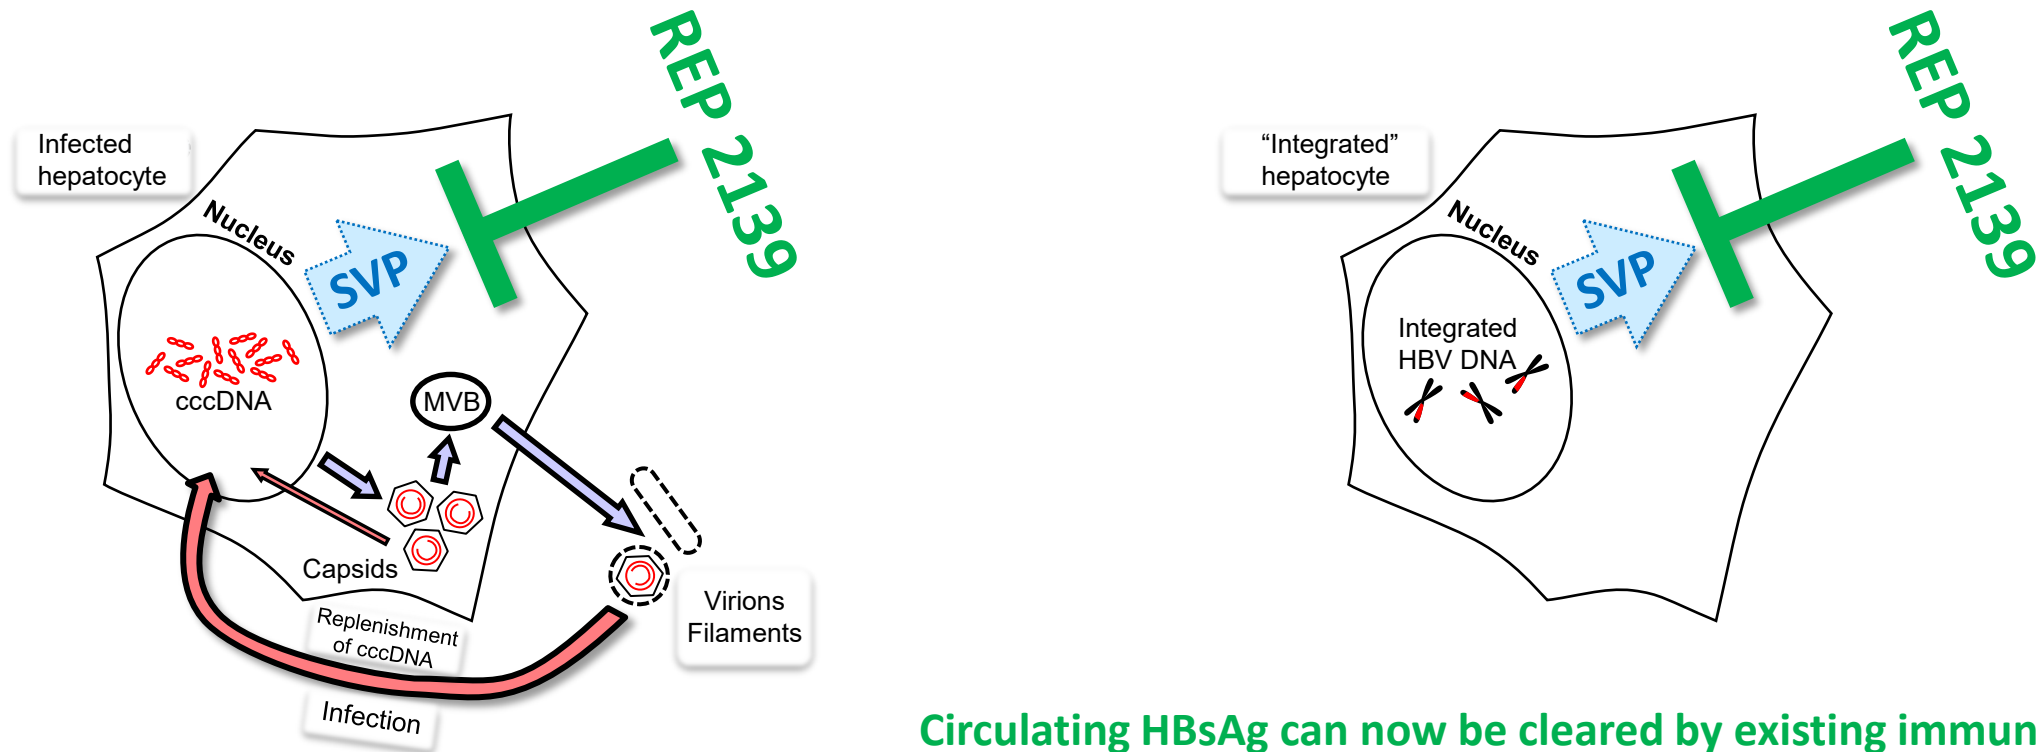 REP 2139
Infected
hepatocyte
Nucleus
SVP
cccDNA
MVB
Capsids
Replenishment
of cccDNA
Infection
Virions
Filaments
REP 2139
“Integrated”
hepatocyte
Nucleus
SVP
Integrated
HBV DNA
Circulating HBsAg can now be cleared by existing immun